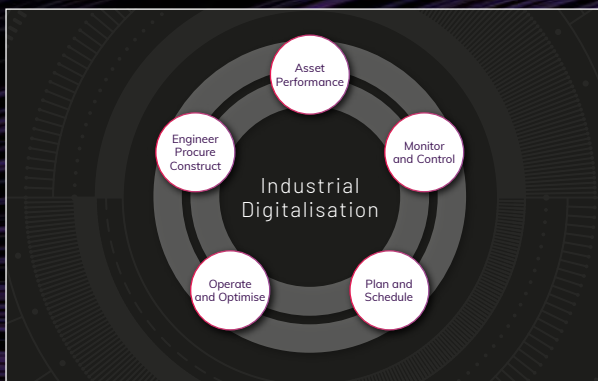 Asset
Performance
Engineer
Procure
Construct
Monitor
and Control
Industrial
Digitalisation
Operate
and Optimise
Plan and
Schedule